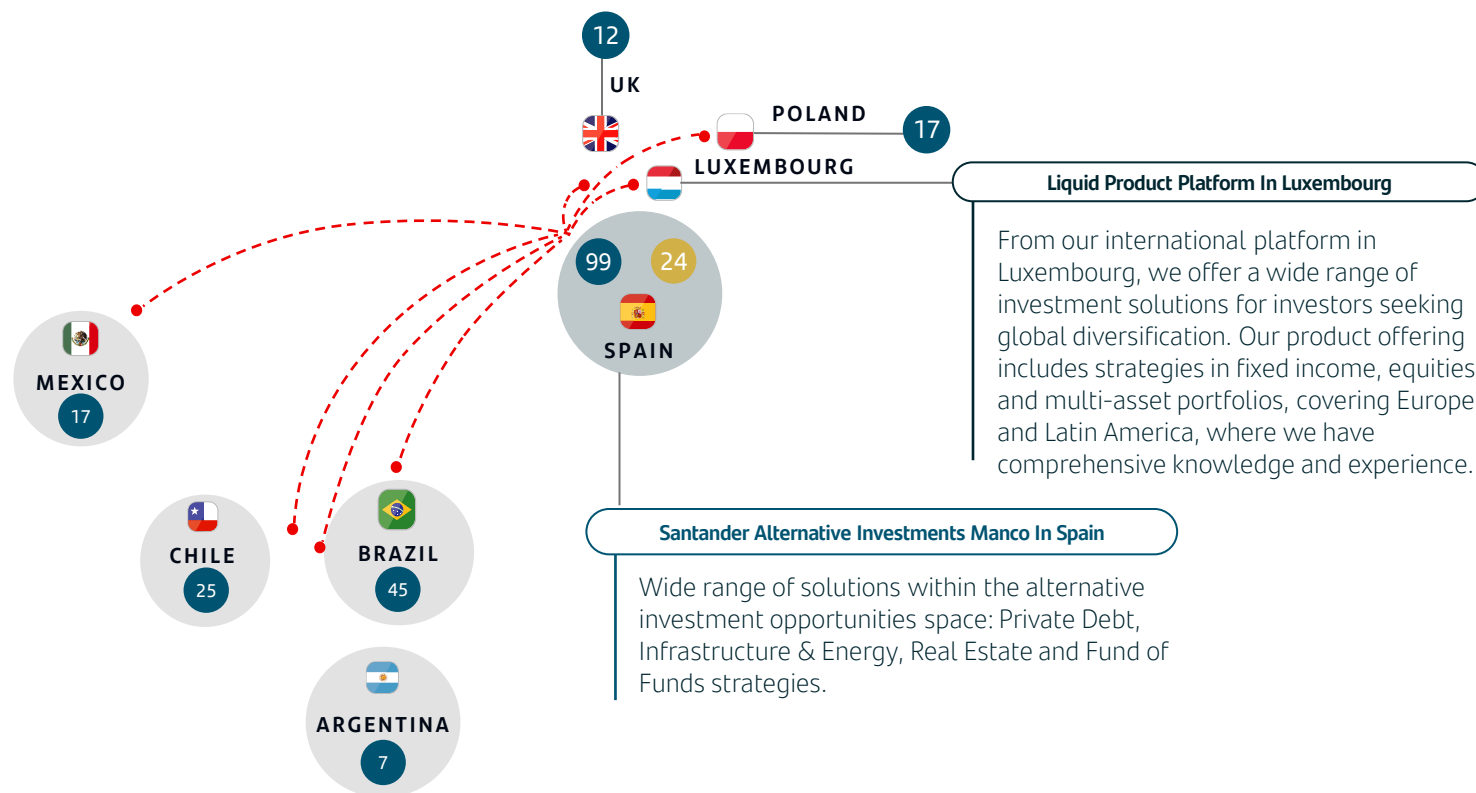 12
UK
POLAND
17
LUXEMBOURG
Liquid Product Platform In Luxembourg
From our international platform in
Luxembourg, we offer a wide range of
investment solutions for investors seeking
global diversification. Our product offering
includes strategies in fixed income, equities
and multi-asset portfolios, covering Europe
and Latin America, where we have
comprehensive knowledge and experience.
99
24
SPAIN
MEXICO
17
CHILE
25
BRAZIL
45
ARGENTINA
7
Santander Alternative Investments Manco In Spain
Wide range of solutions within the alternative
investment opportunities space: Private Debt,
Infrastructure & Energy, Real Estate and Fund of
Funds strategies.